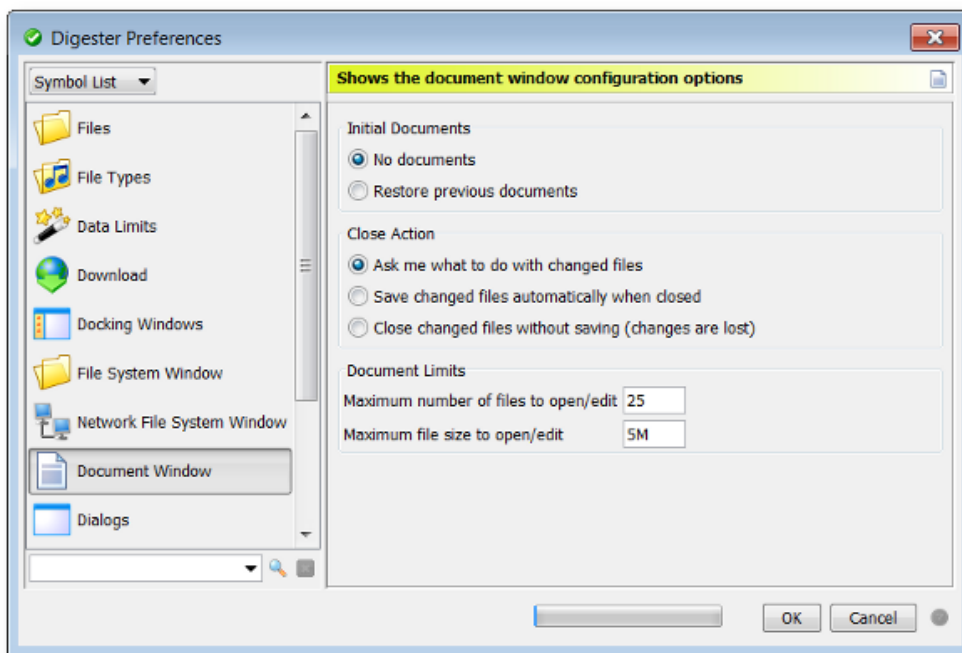 Digester Preferences
Symbol List
Files
File Types
Data Limits
Download
Docking Windows
File System Window
Network File System Window
Document Window
Dialogs
Shows the document window configuration options
Initial Documents
No documents
Restore previous documents
Close Action
Ask me what to do with changed files
Save changed files automatically when closed
Close changed files without saving (changes are lost)
Document Limits
Maximum number of files to open/edit 25
Maximum file size to open/edit 5M
OK Cancel